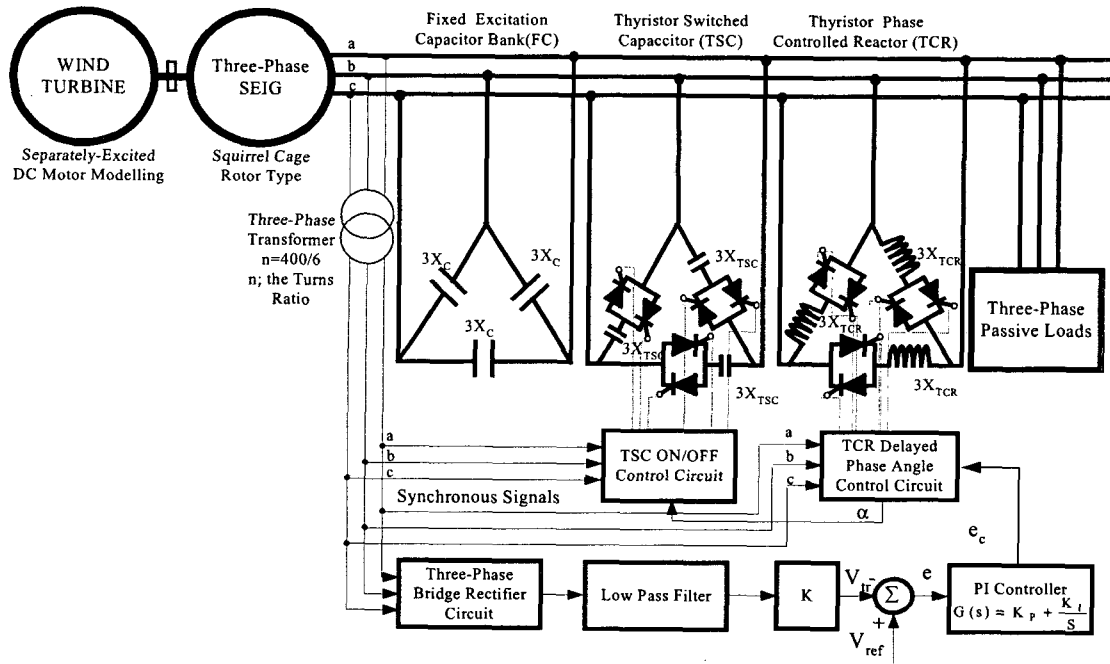 Fixed Excitation
Capacitor Bank(FC)
Thyristor Switched
Capaccitor (TSC)
Thyristor Phase
Controlled Reactor (TCR)
WIND
TURBINE
Three-Phase
SEIG
a
b
c
Separately-Excited
DC Motor Modelling
Squirrel Cage
Rotor Type
Three-Phase
Transformer
n=400/6
n; the Turns
Ratio
3X_C
3X_C
3X_C
3X_TSC
3X_TSC
3X_TSC
3X_TCR
3X_TCR
3X_TCR
Three-Phase
Passive Loads
a
b
c
TSC ON/OFF
Control Circuit
a
b
c
TCR Delayed
Phase Angle
Control Circuit
Synchronous Signals
α
e_c
Three-Phase
Bridge Rectifier
Circuit
Low Pass Filter
K
V_tr
-
Σ
+
V_ref
e
PI Controller
G(s) = K_P + K_I/S